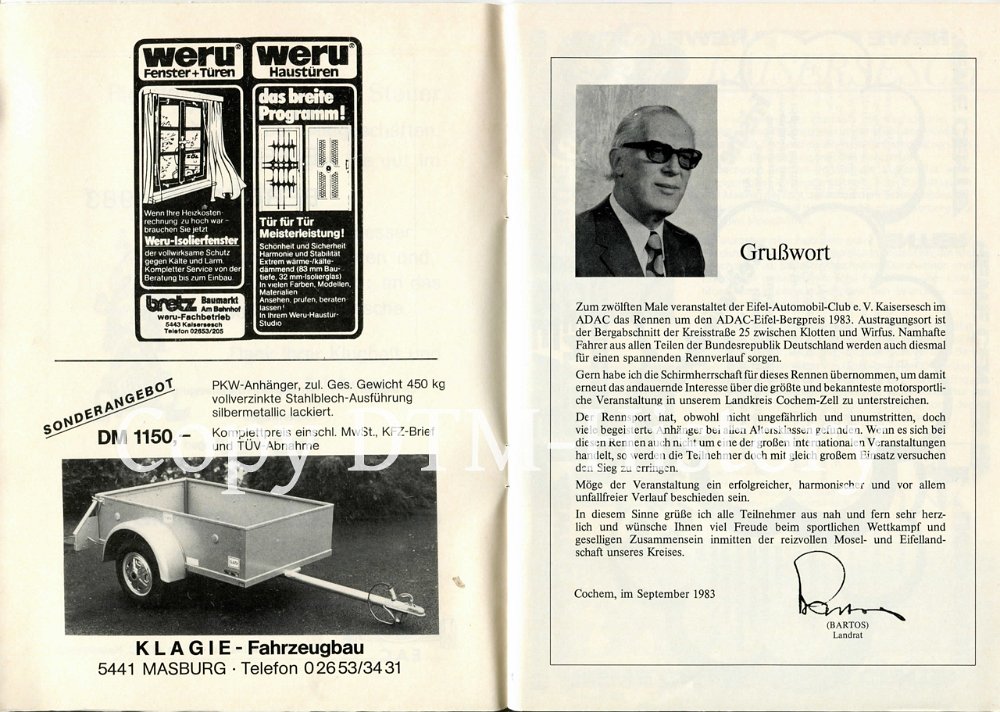 weru®
Fenster+Türen
Wenn Ihre Heizkosten-
rechnung zu hoch war –
brauchen Sie jetzt
Weru-Isolierfenster
der vollwirksame Schutz
gegen Kälte und Lärm.
Kompletter Service von der
Beratung bis zum Einbau.
bretz Baumarkt
Am Bahnhof
weru-Fachbetrieb
5443 Kaisersesch
Telefon 02653/205
weru®
Haustüren
das breite
Programm!
Tür für Tür
Meisterleistung!
Schönheit und Sicherheit
Harmonie und Stabilität
Extrem wärme-/kälte-
dämmend (83 mm Bau-
tiefe, 32 mm-Isolierglas)
In vielen Farben, Modellen,
Materialien
Ansehen, prüfen, beraten
lassen!
In Ihrem Weru-Haustür-
Studio
SONDERANGEBOT
DM 1150,–
PKW-Anhänger, zul. Ges. Gewicht 450 kg
vollverzinkte Stahlblech-Ausführung
silbermetallic lackiert.
Komplettpreis einschl. MwSt., KFZ-Brief
und TÜV-Abnahme
KLAGIE - Fahrzeugbau
5441 MASBURG · Telefon 02653/3431
Grußwort
Zum zwölften Male veranstaltet der Eifel-Automobil-Club e. V. Kaisersesch im
ADAC das Rennen um den ADAC-Eifel-Bergpreis 1983. Austragungsort ist
der Bergabschnitt der Kreisstraße 25 zwischen Klotten und Wirfus. Namhafte
Fahrer aus allen Teilen der Bundesrepublik Deutschland werden auch diesmal
für einen spannenden Rennverlauf sorgen.
Gern habe ich die Schirmherrschaft für dieses Rennen übernommen, um damit
erneut das andauernde Interesse über die größte und bekannteste motorsportli-
che Veranstaltung in unserem Landkreis Cochem-Zell zu unterstreichen.
Der Rennsport hat, obwohl nicht ungefährlich und unumstritten, doch
viele begeisterte Anhänger bei allen Altersklassen gefunden. Wenn es sich bei
diesen Rennen auch nicht um eine der großen internationalen Veranstaltungen
handelt, so werden die Teilnehmer doch mit gleich großem Einsatz versuchen
den Sieg zu erringen.
Möge der Veranstaltung ein erfolgreicher, harmonischer und vor allem
unfallfreier Verlauf beschieden sein.
In diesem Sinne grüße ich alle Teilnehmer aus nah und fern sehr herz-
lich und wünsche Ihnen viel Freude beim sportlichen Wettkampf und
geselligen Zusammensein inmitten der reizvollen Mosel- und Eifelland-
schaft unseres Kreises.
Cochem, im September 1983
Bartos
(BARTOS)
Landrat
Copy DTM-History